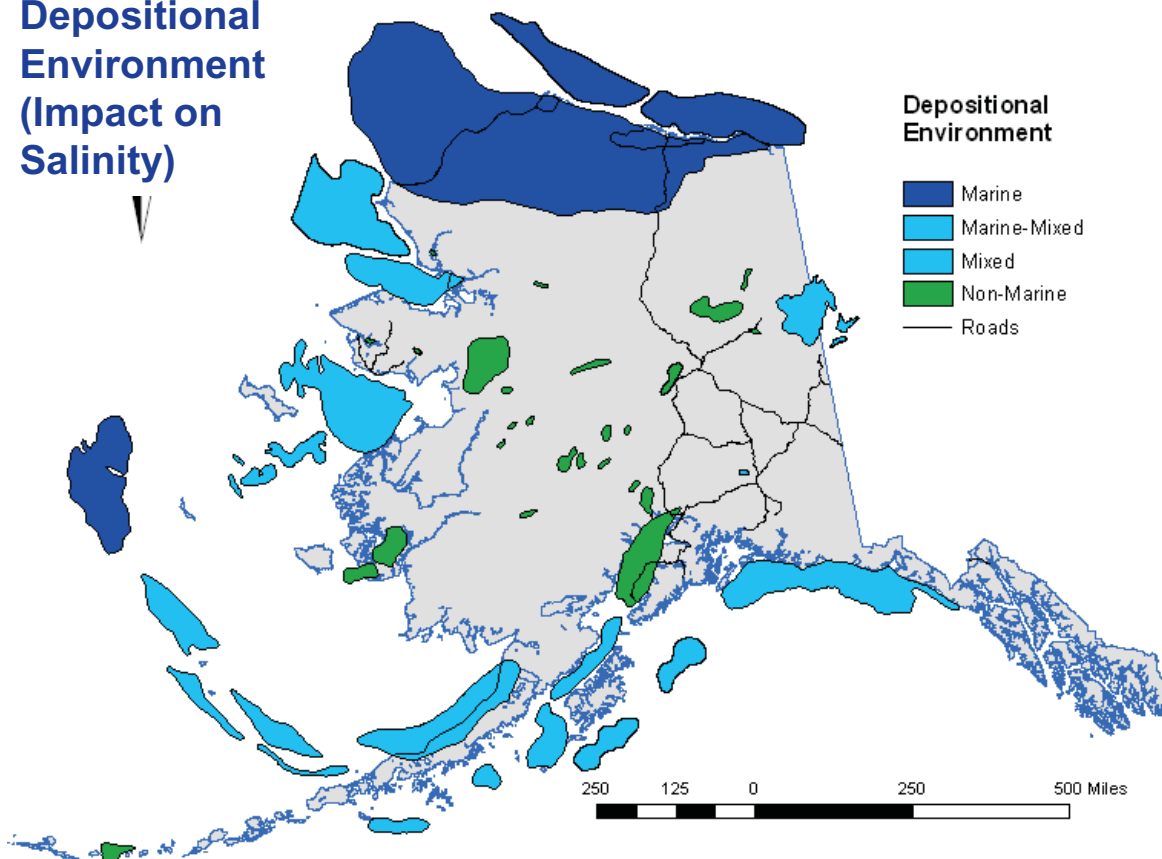 Depositional
Environment
(Impact on
Salinity)
Depositional
Environment
Marine
Marine-Mixed
Mixed
Non-Marine
Roads
250 125 0 250 500 Miles